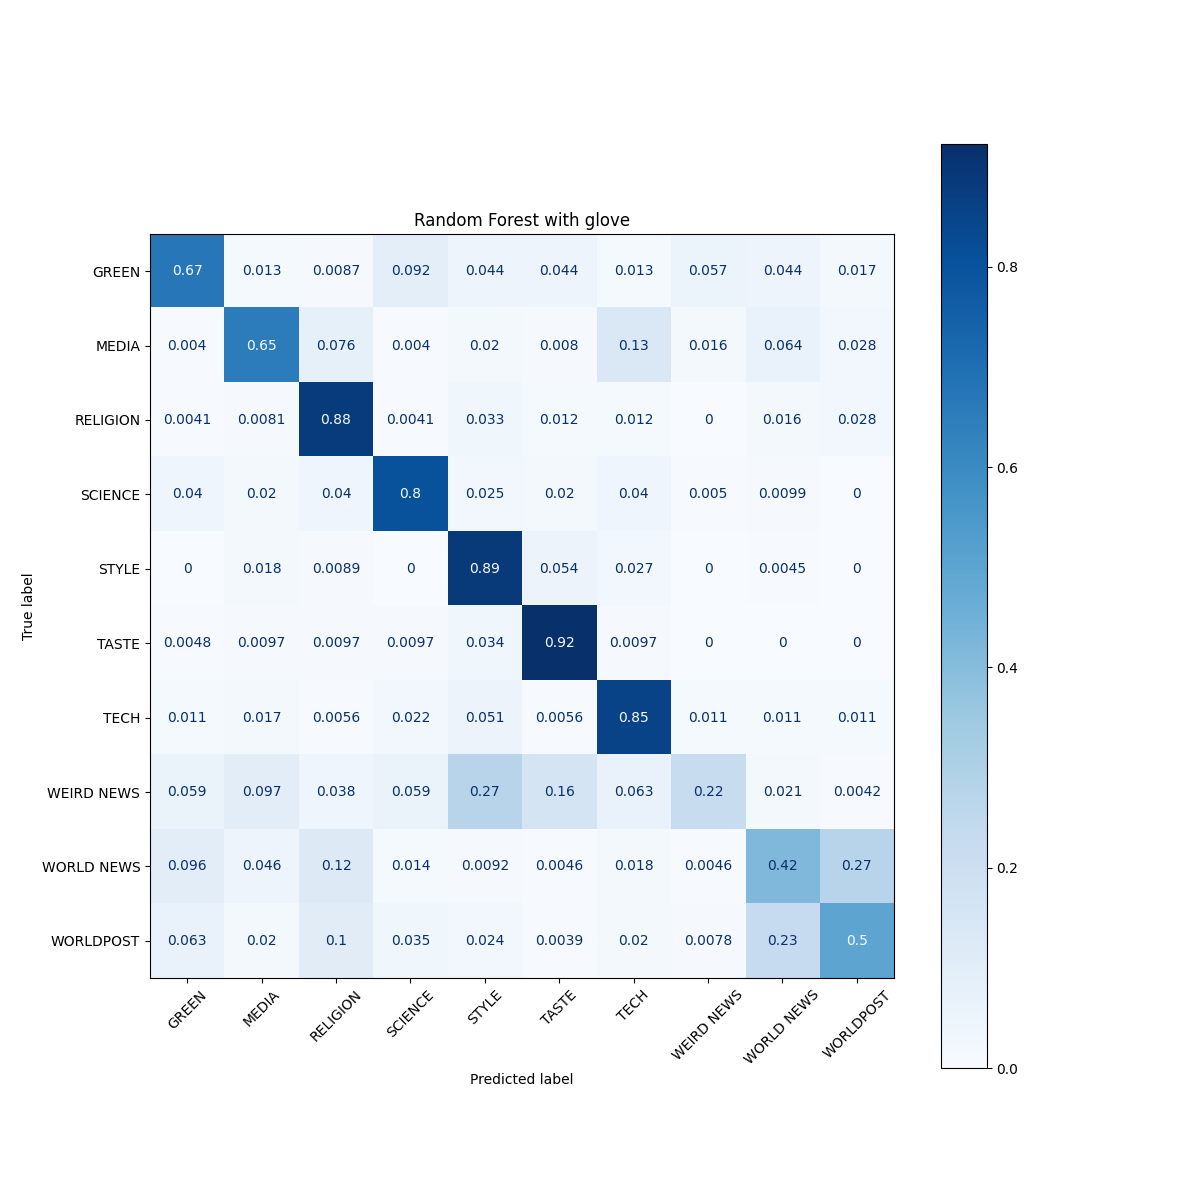 Random Forest with glove
GREEN 0.67 0.013 0.0087 0.092 0.044 0.044 0.013 0.057 0.044 0.017
MEDIA 0.004 0.65 0.076 0.004 0.02 0.008 0.13 0.016 0.064 0.028
RELIGION 0.0041 0.0081 0.88 0.0041 0.033 0.012 0.012 0 0.016 0.028
SCIENCE 0.04 0.02 0.04 0.8 0.025 0.02 0.04 0.005 0.0099 0
STYLE 0 0.018 0.0089 0 0.89 0.054 0.027 0 0.0045 0
TASTE 0.0048 0.0097 0.0097 0.0097 0.034 0.92 0.0097 0 0 0
TECH 0.011 0.017 0.0056 0.022 0.051 0.0056 0.85 0.011 0.011 0.011
WEIRD NEWS 0.059 0.097 0.038 0.059 0.27 0.16 0.063 0.22 0.021 0.0042
WORLD NEWS 0.096 0.046 0.12 0.014 0.0092 0.0046 0.018 0.0046 0.42 0.27
WORLDPOST 0.063 0.02 0.1 0.035 0.024 0.0039 0.02 0.0078 0.23 0.5
GREEN MEDIA RELIGION SCIENCE STYLE TASTE TECH WEIRD NEWS WORLD NEWS WORLDPOST
Predicted label
True label
0.8
0.6
0.4
0.2
0.0